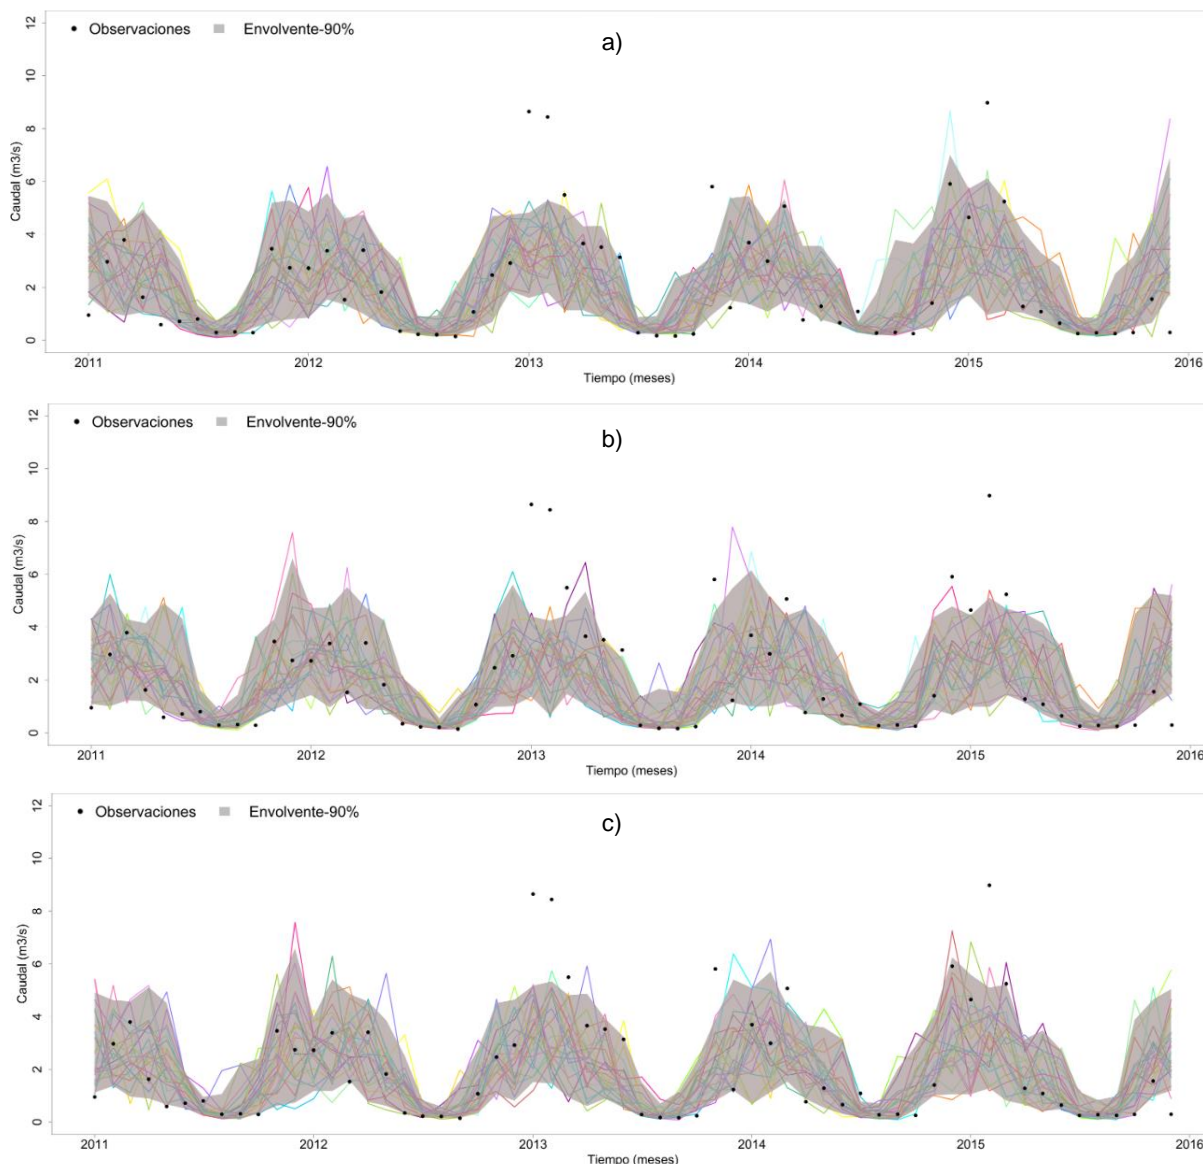 Observaciones Envolvente-90%
a)
12
10
8
6
4
2
0
Caudal (m3/s)
2011 2012 2013 2014 2015 2016
Tiempo (meses)
Observaciones Envolvente-90%
b)
12
10
8
6
4
2
0
Caudal (m3/s)
2011 2012 2013 2014 2015 2016
Tiempo (meses)
Observaciones Envolvente-90%
c)
12
10
8
6
4
2
0
Caudal (m3/s)
2011 2012 2013 2014 2015 2016
Tiempo (meses)